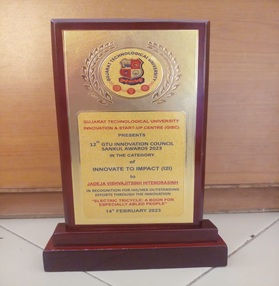 GUJARAT TECHNOLOGICAL UNIVERSITY
INNOVATION & START-UP CENTRE (GISC)
PRESENTS
12TH GTU INNOVATION COUNCIL
SANKUL AWARDS 2023
IN THE CATEGORY
of
INNOVATE TO IMPACT (I2I)
to
JADEJA VISHVAJITSINH HITENDRASINH
IN RECOGNITION FOR HIS/HER OUTSTANDING
EFFORTS THROUGH THE INNOVATION
"ELECTRIC TRICYCLE: A BOON FOR
ESPECIALLY ABLED PEOPLE"
14th FEBRUARY 2023